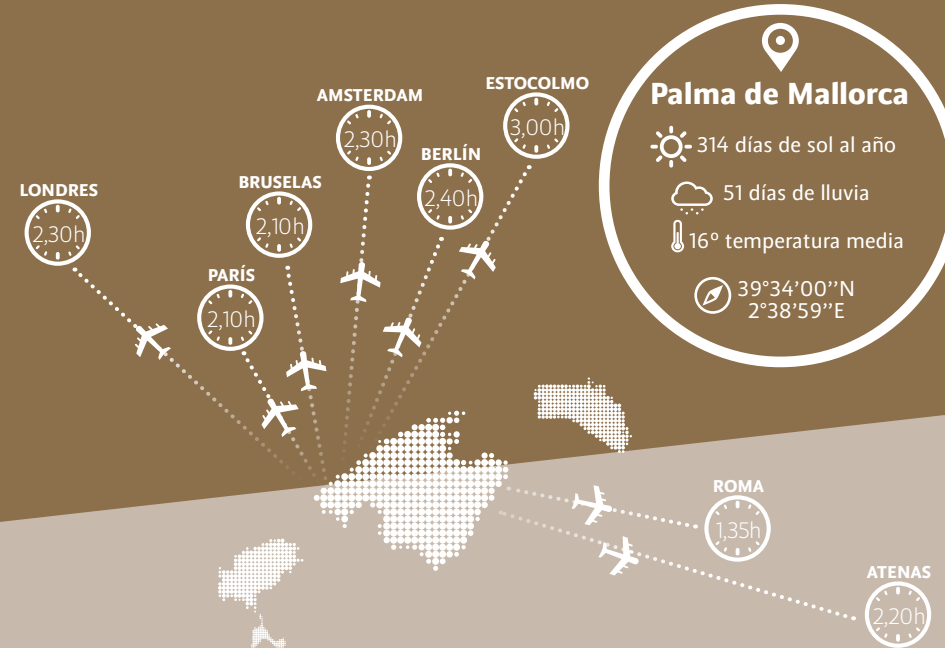 Palma de Mallorca
314 días de sol al año
51 días de lluvia
16º temperatura media
39°34’00’’N
2°38’59’’E
ESTOCOLMO
3,00h
AMSTERDAM
2,30h
BERLÍN
2,40h
BRUSELAS
2,10h
LONDRES
2,30h
PARÍS
2,10h
ROMA
1,35h
ATENAS
2,20h